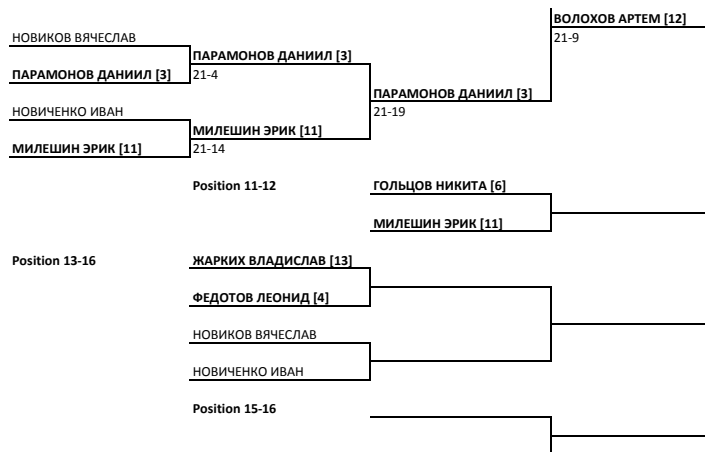 ВОЛОХОВ АРТЕМ [12]
НОВИКОВ ВЯЧЕСЛАВ
21-9
ПАРАМОНОВ ДАНИИЛ [3]
ПАРАМОНОВ ДАНИИЛ [3]
21-4
ПАРАМОНОВ ДАНИИЛ [3]
НОВИЧЕНКО ИВАН
21-19
МИЛЕШИН ЭРИК [11]
МИЛЕШИН ЭРИК [11]
21-14
Position 11-12
ГОЛЬЦОВ НИКИТА [6]
МИЛЕШИН ЭРИК [11]
Position 13-16
ЖАРКИХ ВЛАДИСЛАВ [13]
ФЕДОТОВ ЛЕОНИД [4]
НОВИКОВ ВЯЧЕСЛАВ
НОВИЧЕНКО ИВАН
Position 15-16